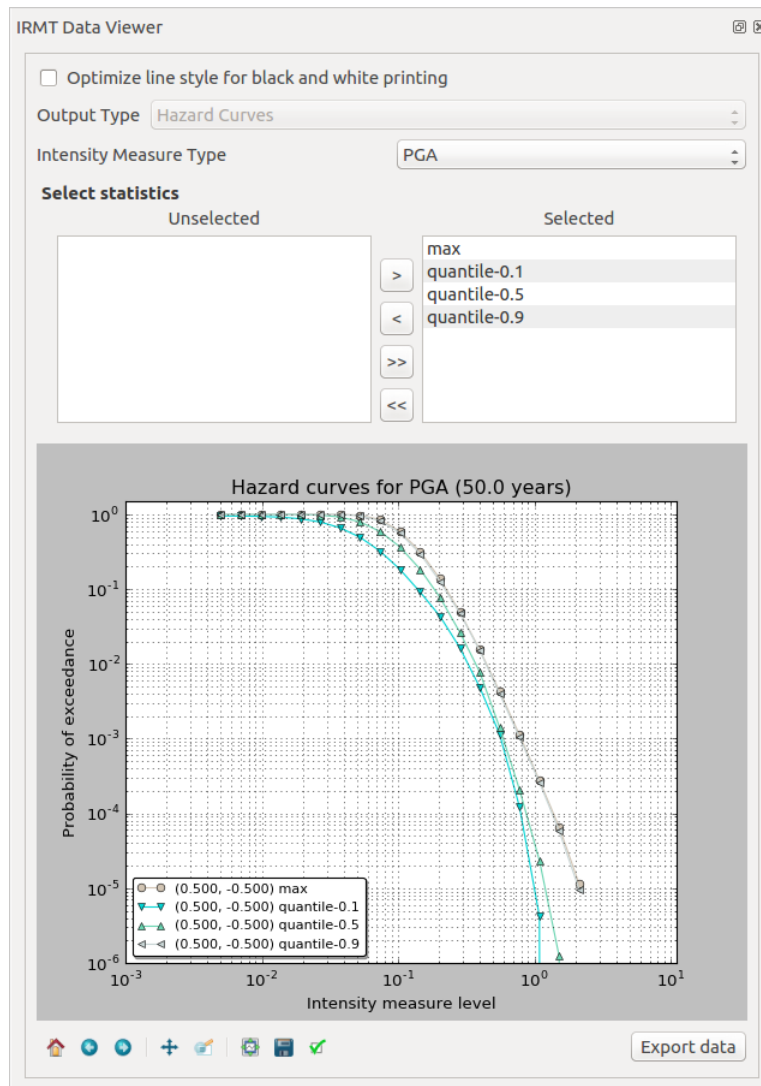 IRMT Data Viewer
Optimize line style for black and white printing
Output Type Hazard Curves
Intensity Measure Type PGA
Select statistics
Unselected Selected
max
quantile-0.1
quantile-0.5
quantile-0.9
>
<
>>
<<
Hazard curves for PGA (50.0 years)
Probability of exceedance
10⁰
10⁻¹
10⁻²
10⁻³
10⁻⁴
10⁻⁵
10⁻⁶
(0.500, -0.500) max
(0.500, -0.500) quantile-0.1
(0.500, -0.500) quantile-0.5
(0.500, -0.500) quantile-0.9
10⁻³ 10⁻² 10⁻¹ 10⁰ 10¹
Intensity measure level
Export data